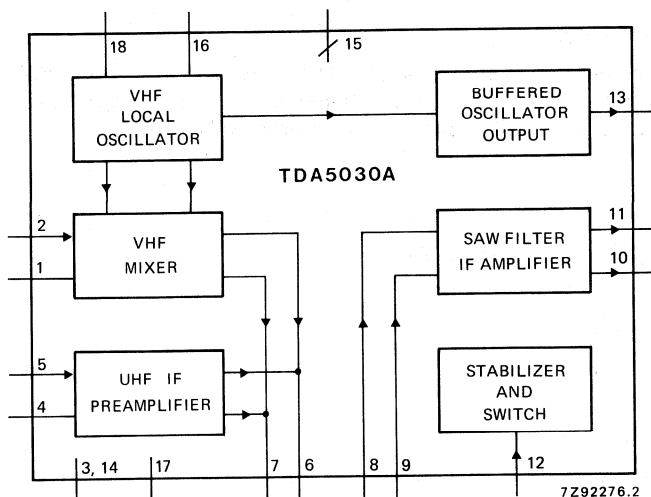 18
16
15
VHF
LOCAL
OSCILLATOR
BUFFERED
OSCILLATOR
OUTPUT
13
TDA5030A
2
1
VHF
MIXER
SAW FILTER
IF AMPLIFIER
11
10
5
4
UHF IF
PREAMPLIFIER
STABILIZER
AND
SWITCH
3, 14
17
7
6
8
9
12
7Z92276.2